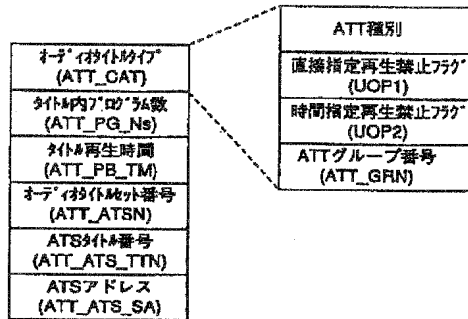 ｵｰﾃﾞｨｵﾀｲﾄﾙﾀｲﾌﾟ
(ATT_CAT)
ﾀｲﾄﾙ内ﾌﾟﾛｸﾞﾗﾑ数
(ATT_PG_Ns)
ﾀｲﾄﾙ再生時間
(ATT_PB_TM)
ｵｰﾃﾞｨｵﾀｲﾄﾙｾｯﾄ番号
(ATT_ATSN)
ATSﾀｲﾄﾙ番号
(ATT_ATS_TTN)
ATSアドレス
(ATT_ATS_SA)
ATT種別
直接指定再生禁止ﾌﾗｸﾞ
(UOP1)
時間指定再生禁止ﾌﾗｸﾞ
(UOP2)
ATTグループ番号
(ATT_GRN)